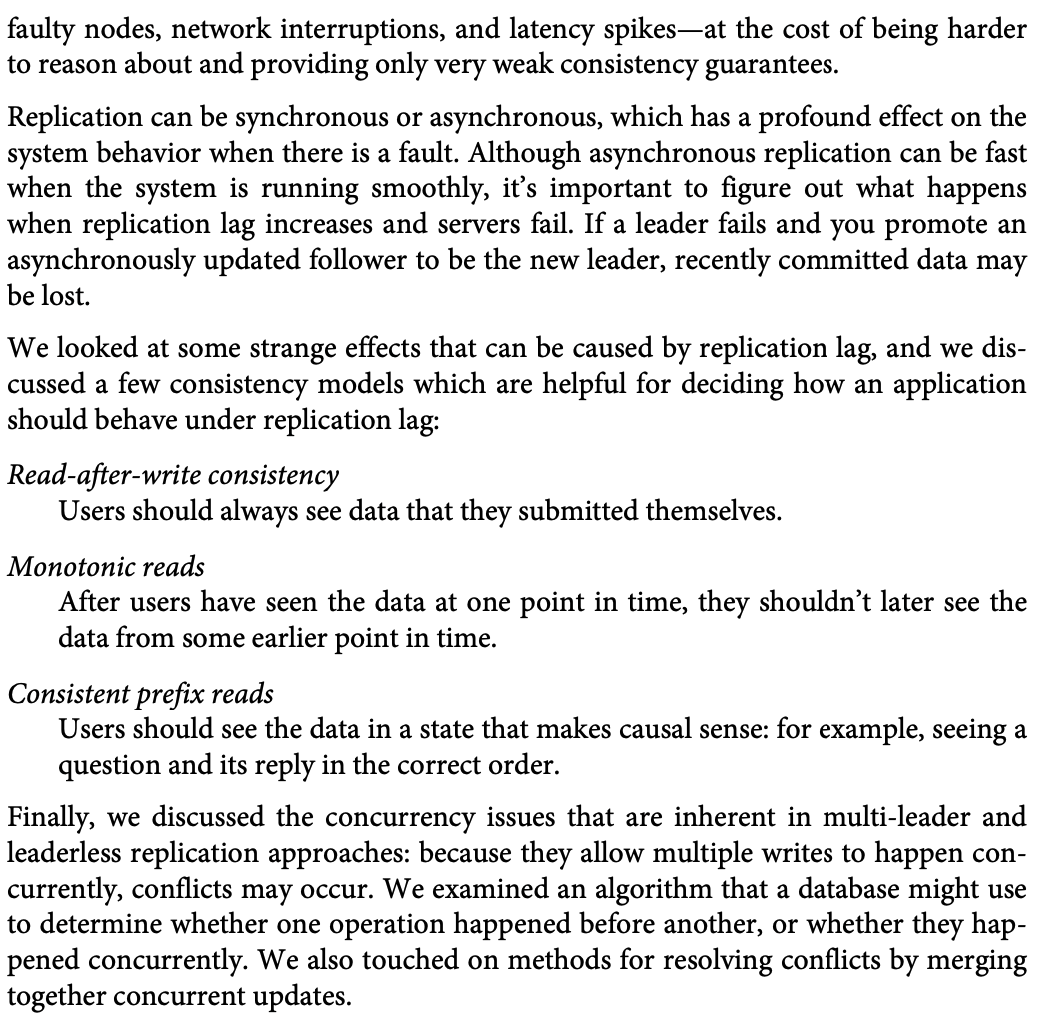 faulty nodes, network interruptions, and latency spikes—at the cost of being harder
to reason about and providing only very weak consistency guarantees.
Replication can be synchronous or asynchronous, which has a profound effect on the
system behavior when there is a fault. Although asynchronous replication can be fast
when the system is running smoothly, it’s important to figure out what happens
when replication lag increases and servers fail. If a leader fails and you promote an
asynchronously updated follower to be the new leader, recently committed data may
be lost.
We looked at some strange effects that can be caused by replication lag, and we dis-
cussed a few consistency models which are helpful for deciding how an application
should behave under replication lag:
Read-after-write consistency
Users should always see data that they submitted themselves.
Monotonic reads
After users have seen the data at one point in time, they shouldn’t later see the
data from some earlier point in time.
Consistent prefix reads
Users should see the data in a state that makes causal sense: for example, seeing a
question and its reply in the correct order.
Finally, we discussed the concurrency issues that are inherent in multi-leader and
leaderless replication approaches: because they allow multiple writes to happen con-
currently, conflicts may occur. We examined an algorithm that a database might use
to determine whether one operation happened before another, or whether they hap-
pened concurrently. We also touched on methods for resolving conflicts by merging
together concurrent updates.